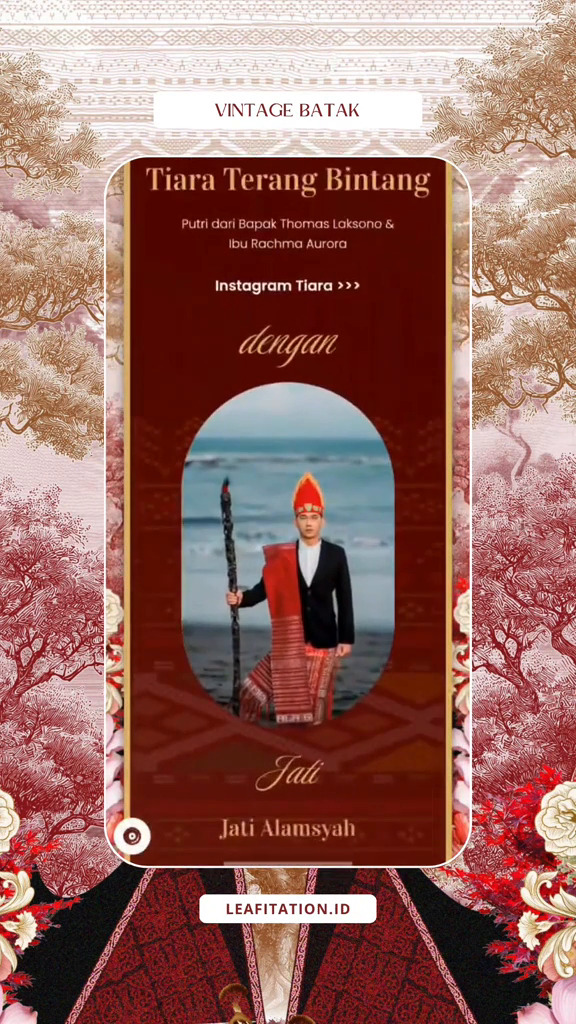 VINTAGE BATAK
Tiara Terang Bintang
Putri dari Bapak Thomas Laksono &
Ibu Rachma Aurora
Instagram Tiara >>>
dengan
Jati
Jati Alamsyah
LEAFITATION.ID